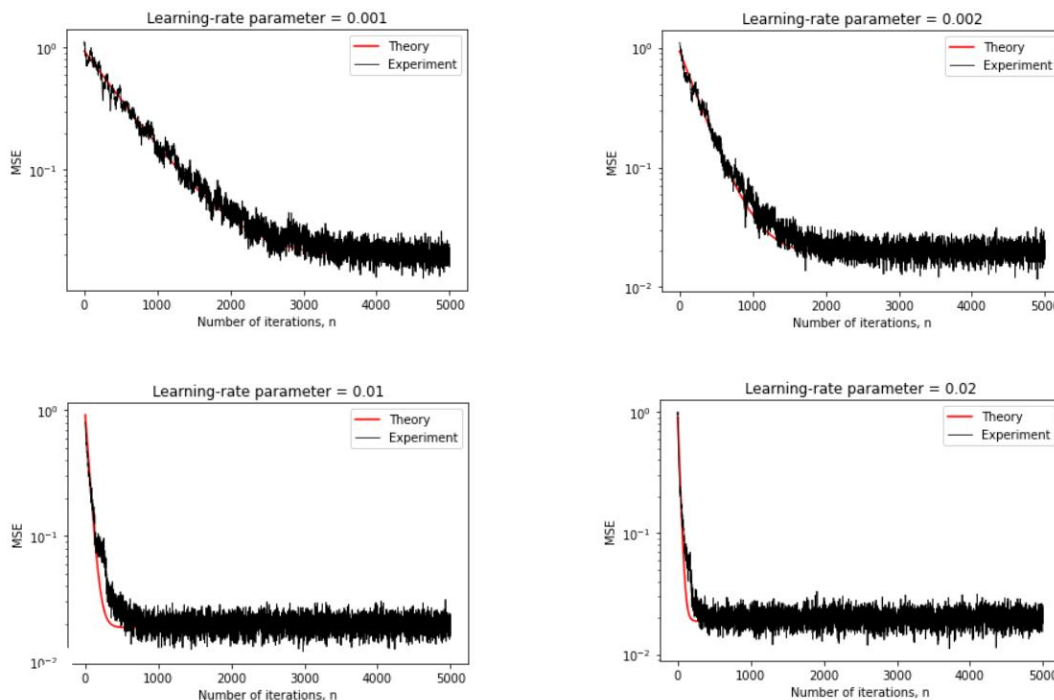 Learning-rate parameter = 0.001
10⁰
10⁻¹
MSE
Theory
Experiment
0 1000 2000 3000 4000 5000
Number of iterations, n
Learning-rate parameter = 0.002
10⁰
10⁻¹
10⁻²
MSE
Theory
Experiment
0 1000 2000 3000 4000 5000
Number of iterations, n
Learning-rate parameter = 0.01
10⁰
10⁻¹
10⁻²
MSE
Theory
Experiment
0 1000 2000 3000 4000 5000
Number of iterations, n
Learning-rate parameter = 0.02
10⁰
10⁻¹
10⁻²
MSE
Theory
Experiment
0 1000 2000 3000 4000 5000
Number of iterations, n